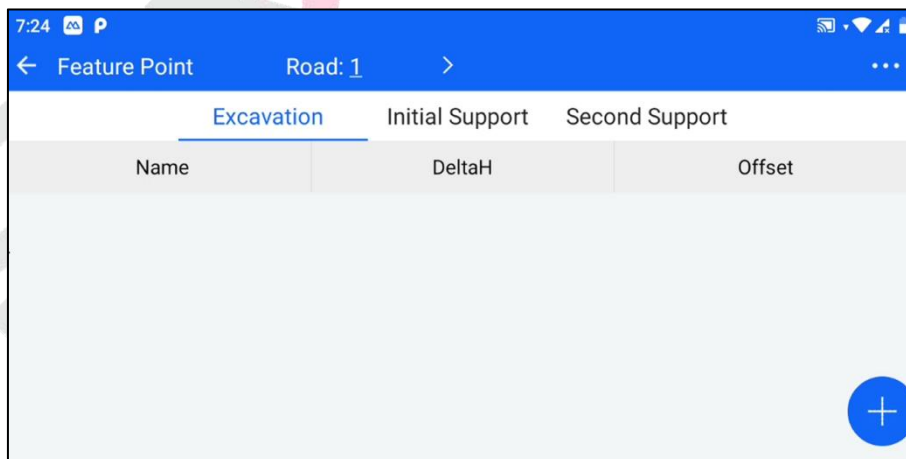 7:24
Feature Point Road: 1 >
Excavation Initial Support Second Support
Name DeltaH Offset